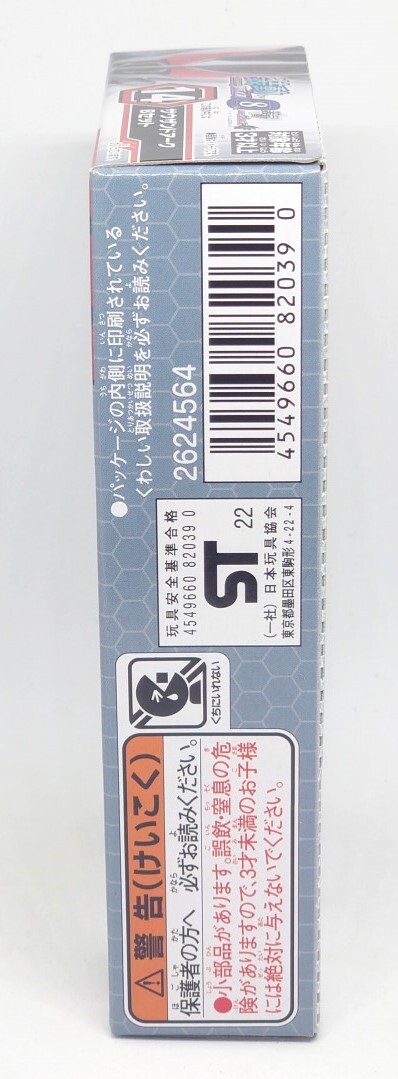 ●パッケージの内側に印刷されている
くわしい取扱説明を必ずお読みください。
2624564
4549660 820390
玩具安全基準合格
4549660 82039 0
ST
22
(一社) 日本玩具協会
東京都墨田区東駒形4-22-4
くちにいれない
警告(けいこく)
保護者の方へ 必ずお読みください。
●小部品があります。誤飲・窒息の危
険がありますので、3才未満のお子様
には絶対に与えないでください。